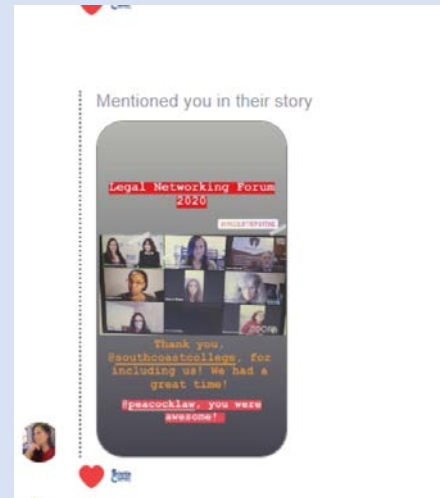 Mentioned you in their story
Legal Networking Forum
2020
zoom
Thank you,
@southcoastcollege, for
including us! We had a
great time!
@peacocklaw, you were
awesome!